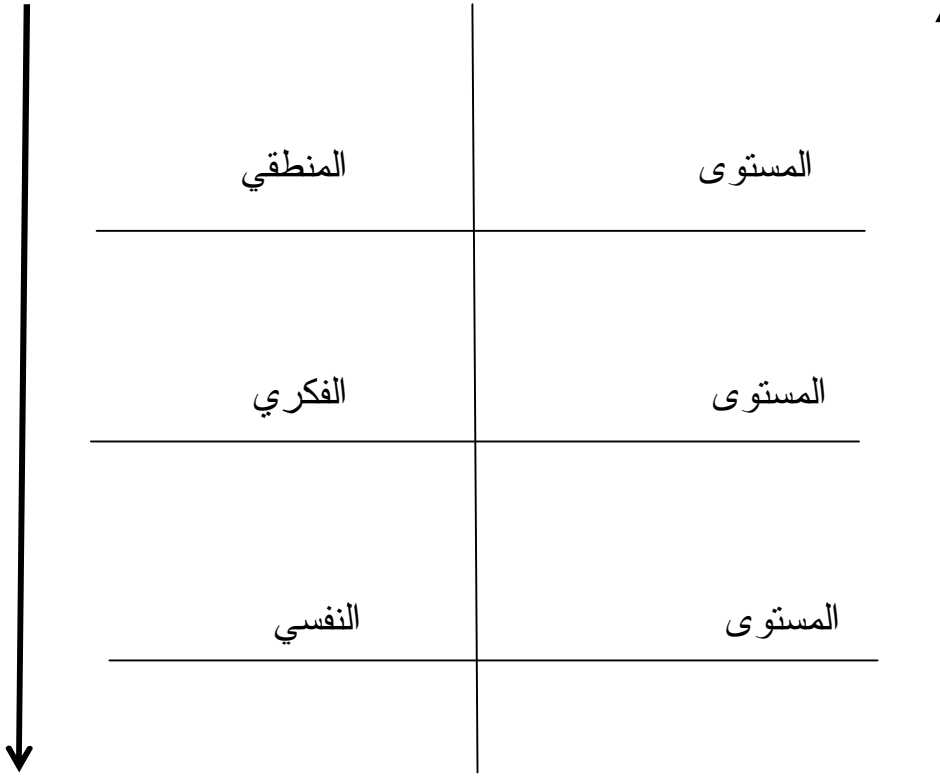 المستوى المنطقي
المستوى الفكري
المستوى النفسي